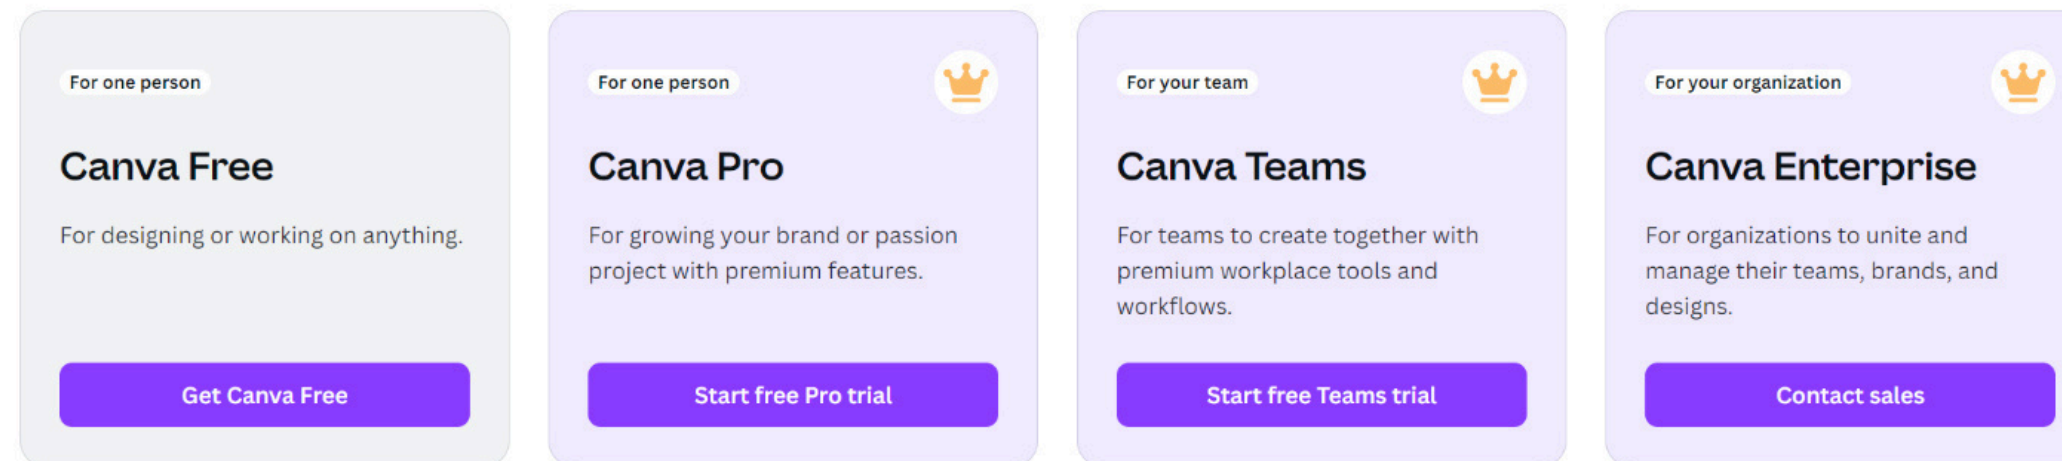 For one person
Canva Free
For designing or working on anything.
Get Canva Free
For one person
Canva Pro
For growing your brand or passion
project with premium features.
Start free Pro trial
For your team
Canva Teams
For teams to create together with
premium workplace tools and
workflows.
Start free Teams trial
For your organization
Canva Enterprise
For organizations to unite and
manage their teams, brands, and
designs.
Contact sales